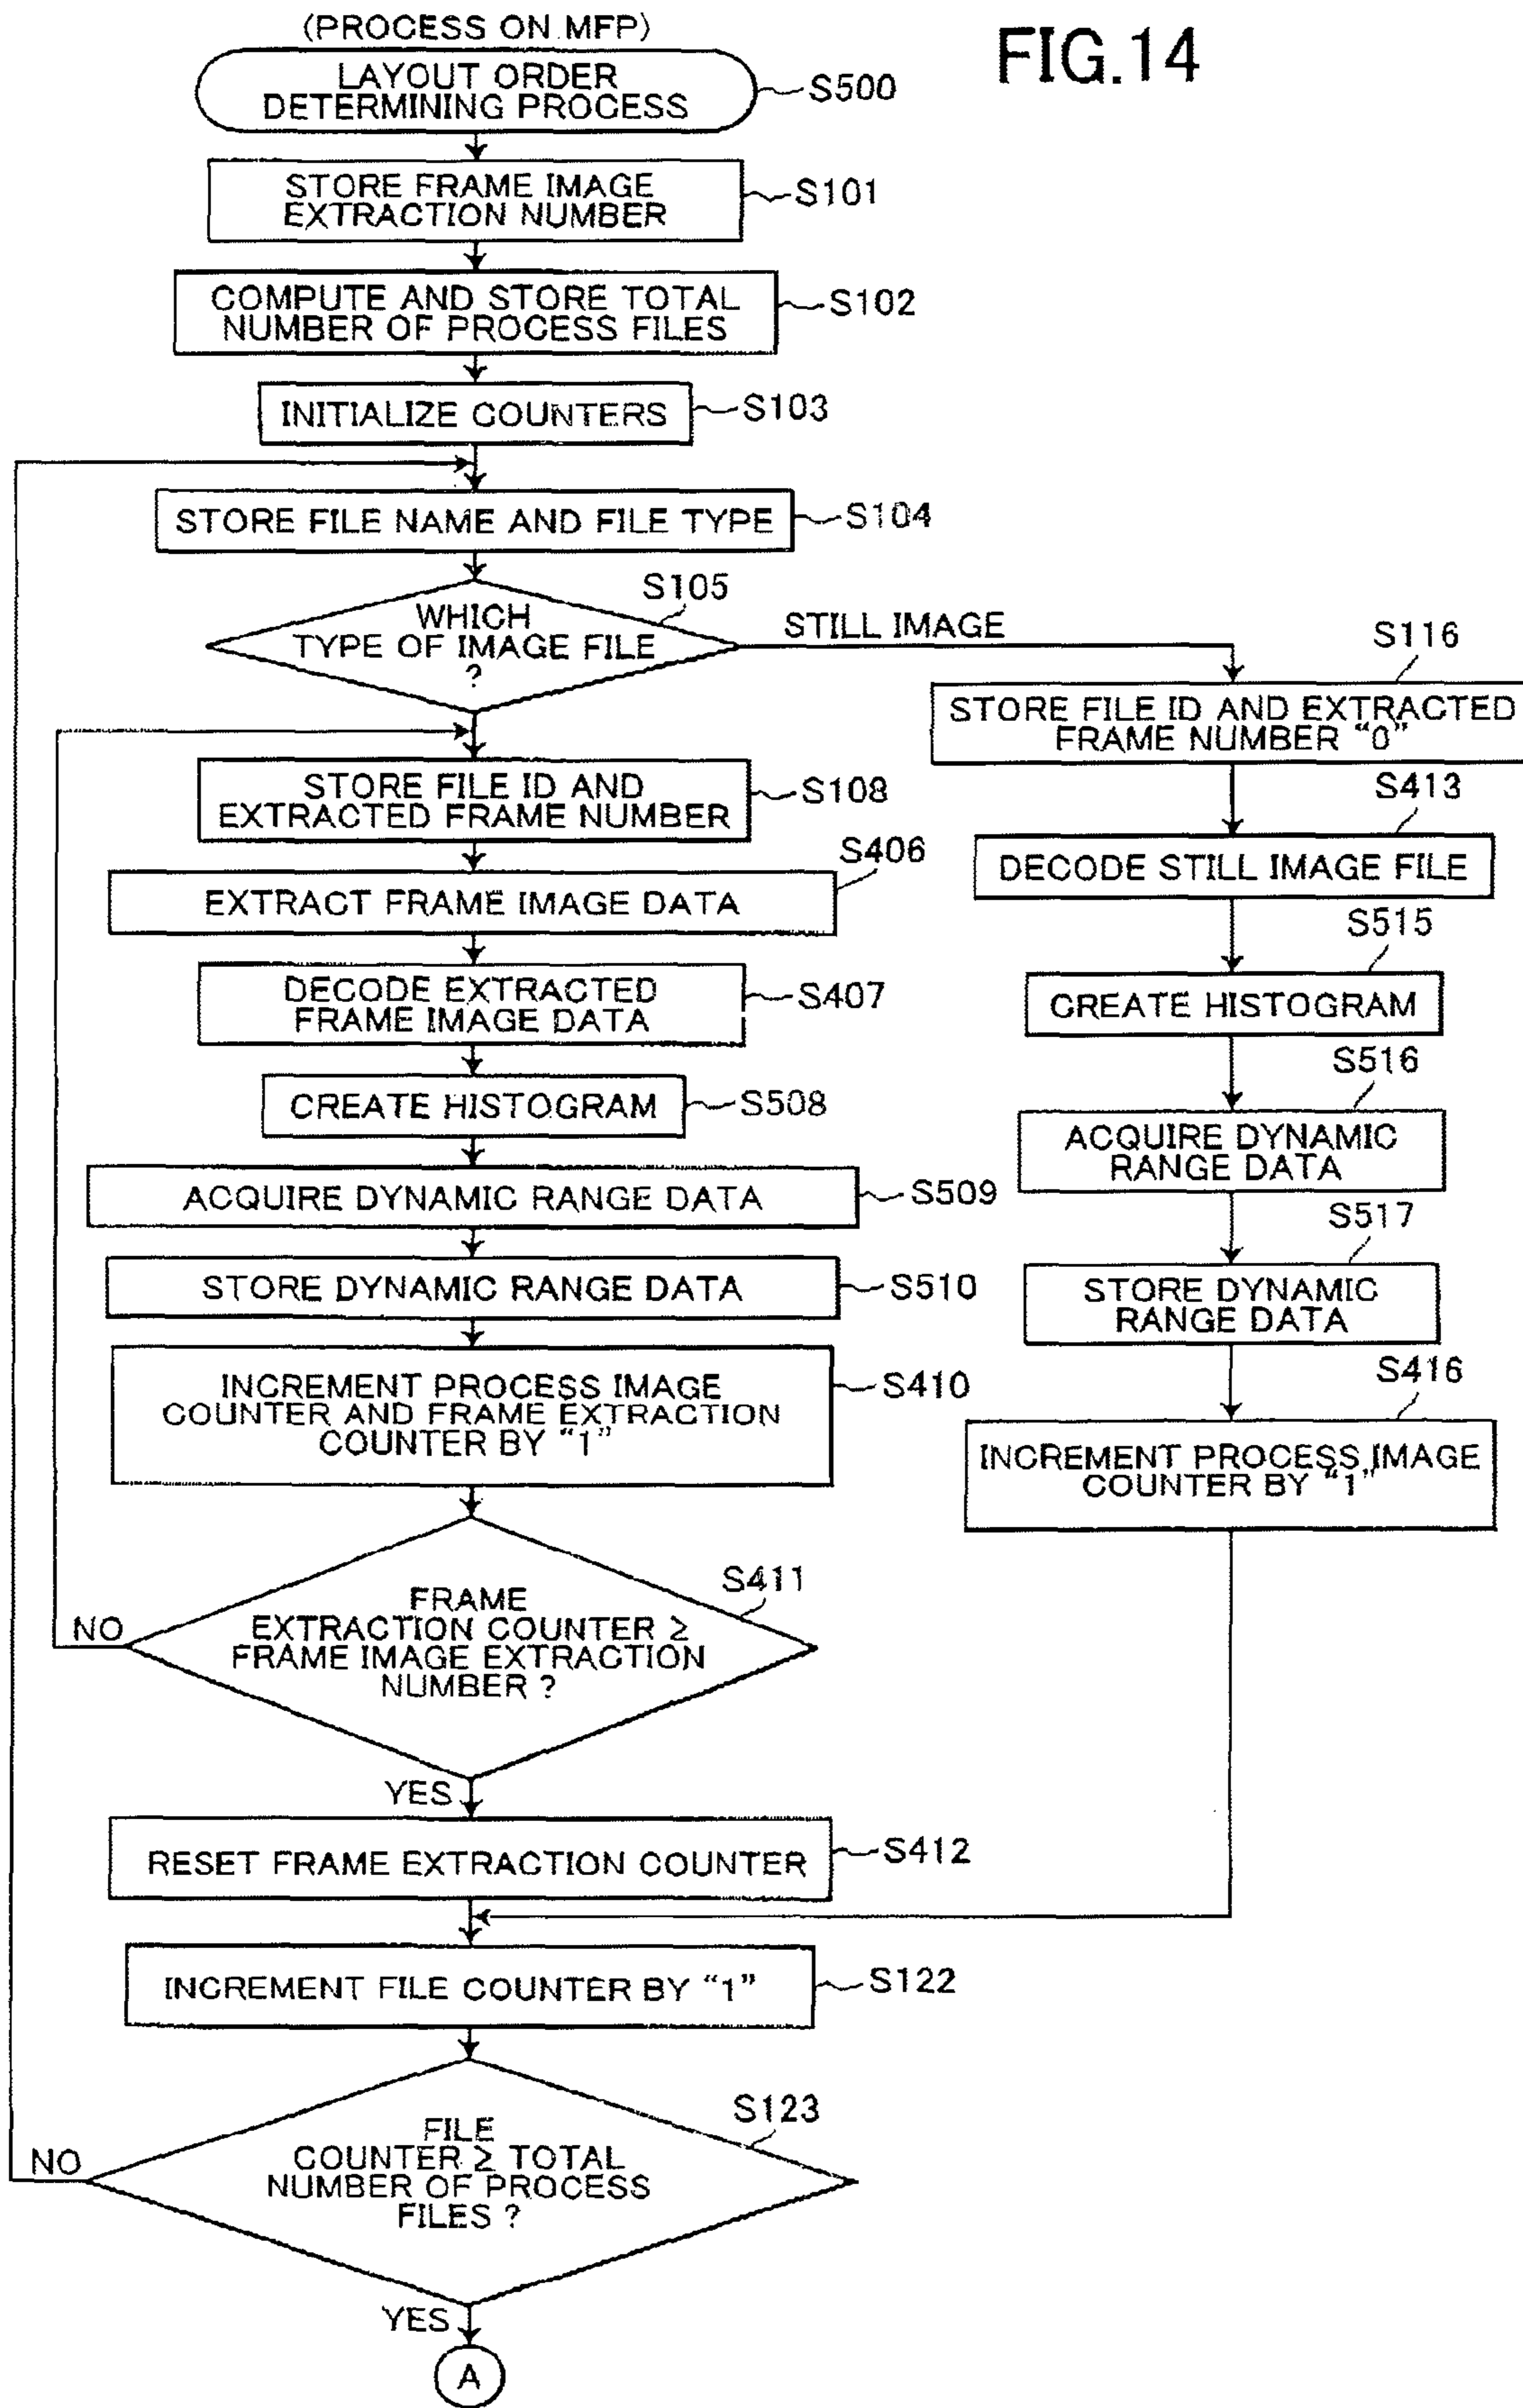 (PROCESS ON MFP)
FIG.14
LAYOUT ORDER
DETERMINING PROCESS
S500
STORE FRAME IMAGE
EXTRACTION NUMBER
S101
COMPUTE AND STORE TOTAL
NUMBER OF PROCESS FILES
S102
INITIALIZE COUNTERS
S103
STORE FILE NAME AND FILE TYPE
S104
S105
WHICH
TYPE OF IMAGE FILE
?
STILL IMAGE
S108
STORE FILE ID AND
EXTRACTED FRAME NUMBER
S406
EXTRACT FRAME IMAGE DATA
DECODE EXTRACTED
FRAME IMAGE DATA
S407
CREATE HISTOGRAM
S508
ACQUIRE DYNAMIC RANGE DATA
S509
STORE DYNAMIC RANGE DATA
S510
INCREMENT PROCESS IMAGE
COUNTER AND FRAME EXTRACTION
COUNTER BY “1”
S410
S411
FRAME
EXTRACTION COUNTER ≥
FRAME IMAGE EXTRACTION
NUMBER ?
NO
YES
RESET FRAME EXTRACTION COUNTER
S412
S116
STORE FILE ID AND EXTRACTED
FRAME NUMBER “0”
S413
DECODE STILL IMAGE FILE
S515
CREATE HISTOGRAM
S516
ACQUIRE DYNAMIC
RANGE DATA
S517
STORE DYNAMIC
RANGE DATA
S416
INCREMENT PROCESS IMAGE
COUNTER BY “1”
INCREMENT FILE COUNTER BY “1”
S122
S123
FILE
COUNTER ≥ TOTAL
NUMBER OF PROCESS
FILES ?
NO
YES
A